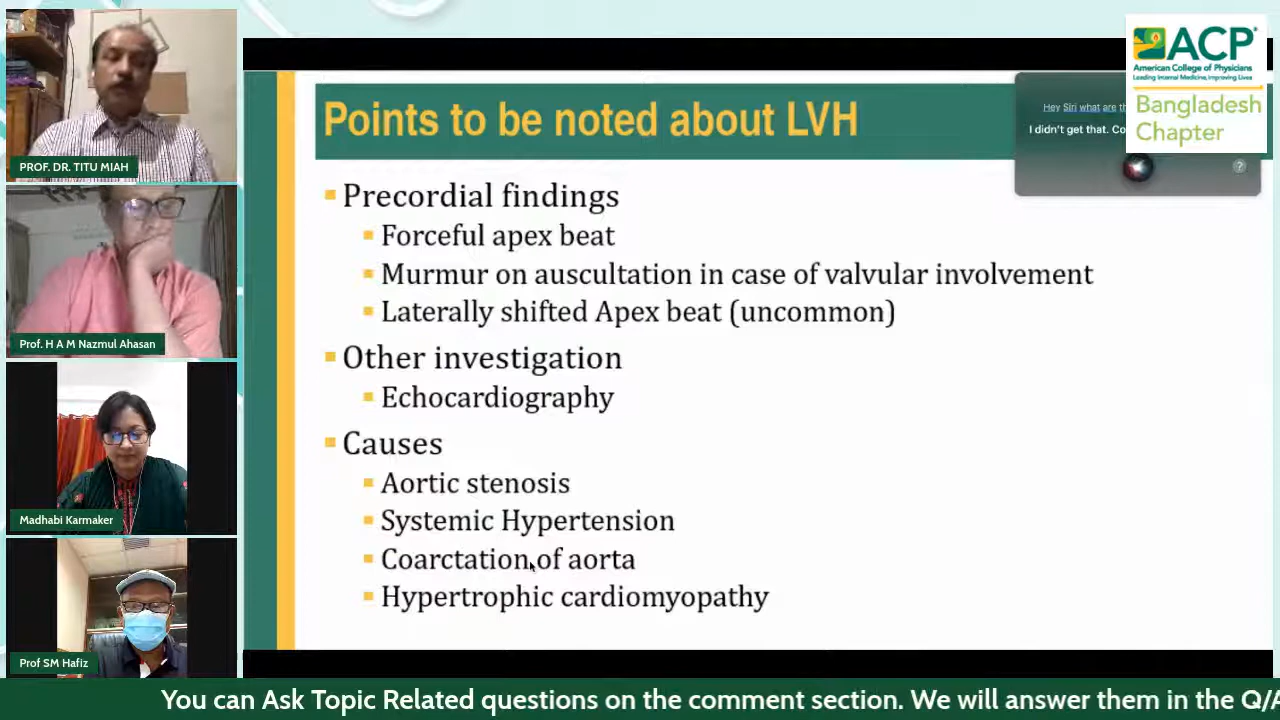 PROF. DR. TITU MIAH
Prof. H A M Nazmul Ahasan
Madhabi Karmaker
Prof SM Hafiz
Points to be noted about LVH
Precordial findings
Forceful apex beat
Murmur on auscultation in case of valvular involvement
Laterally shifted Apex beat (uncommon)
Other investigation
Echocardiography
Causes
Aortic stenosis
Systemic Hypertension
Coarctation of aorta
Hypertrophic cardiomyopathy
Hey Siri what are
I didn't get that.
?
ACP®
American College of Physicians
Leading Internal Medicine, Improving Lives
Bangladesh
Chapter
You can Ask Topic Related questions on the comment section. We will answer them in the Q/A